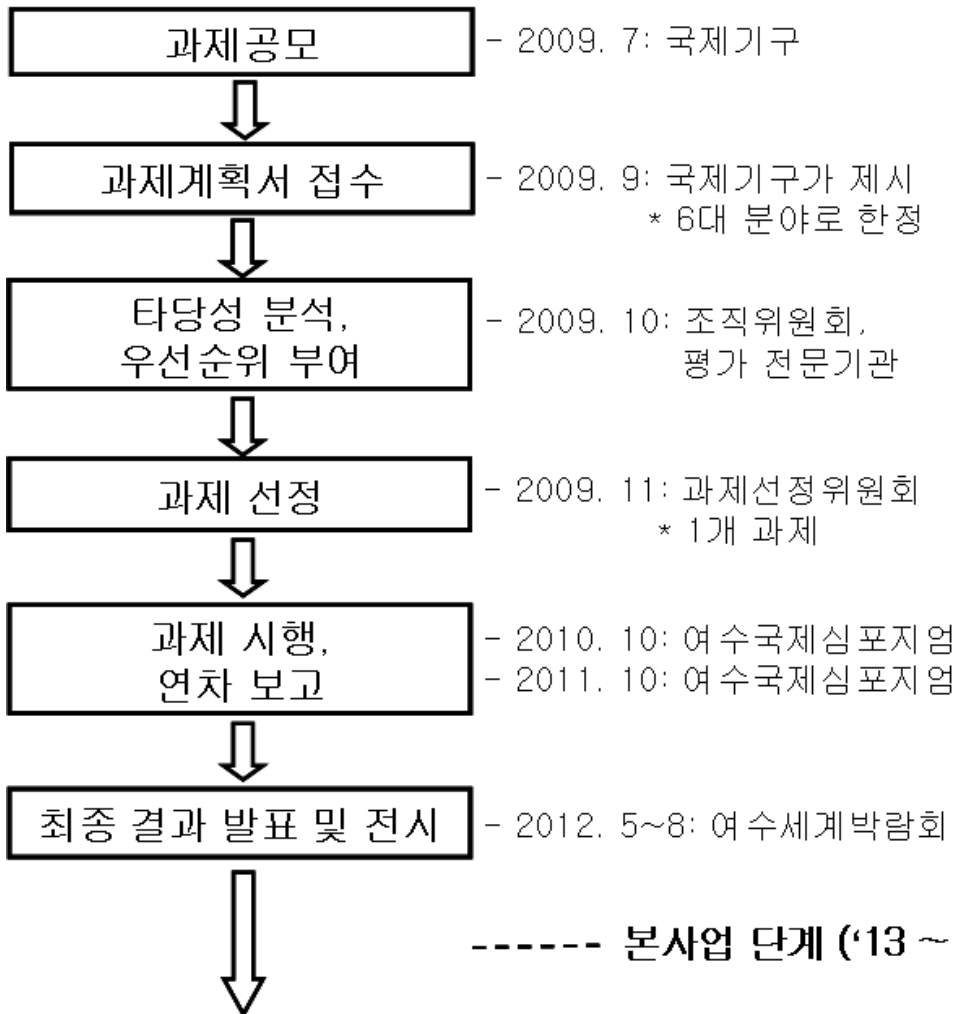 과제공모
- 2009. 7: 국제기구
과제계획서 접수
- 2009. 9: 국제기구가 제시
* 6대 분야로 한정
타당성 분석,
우선순위 부여
- 2009. 10: 조직위원회,
평가 전문기관
과제 선정
- 2009. 11: 과제선정위원회
* 1개 과제
과제 시행,
연차 보고
- 2010. 10: 여수국제심포지엄
- 2011. 10: 여수국제심포지엄
최종 결과 발표 및 전시
- 2012. 5~8: 여수세계박람회
------ 본사업 단계 (‘13 ~